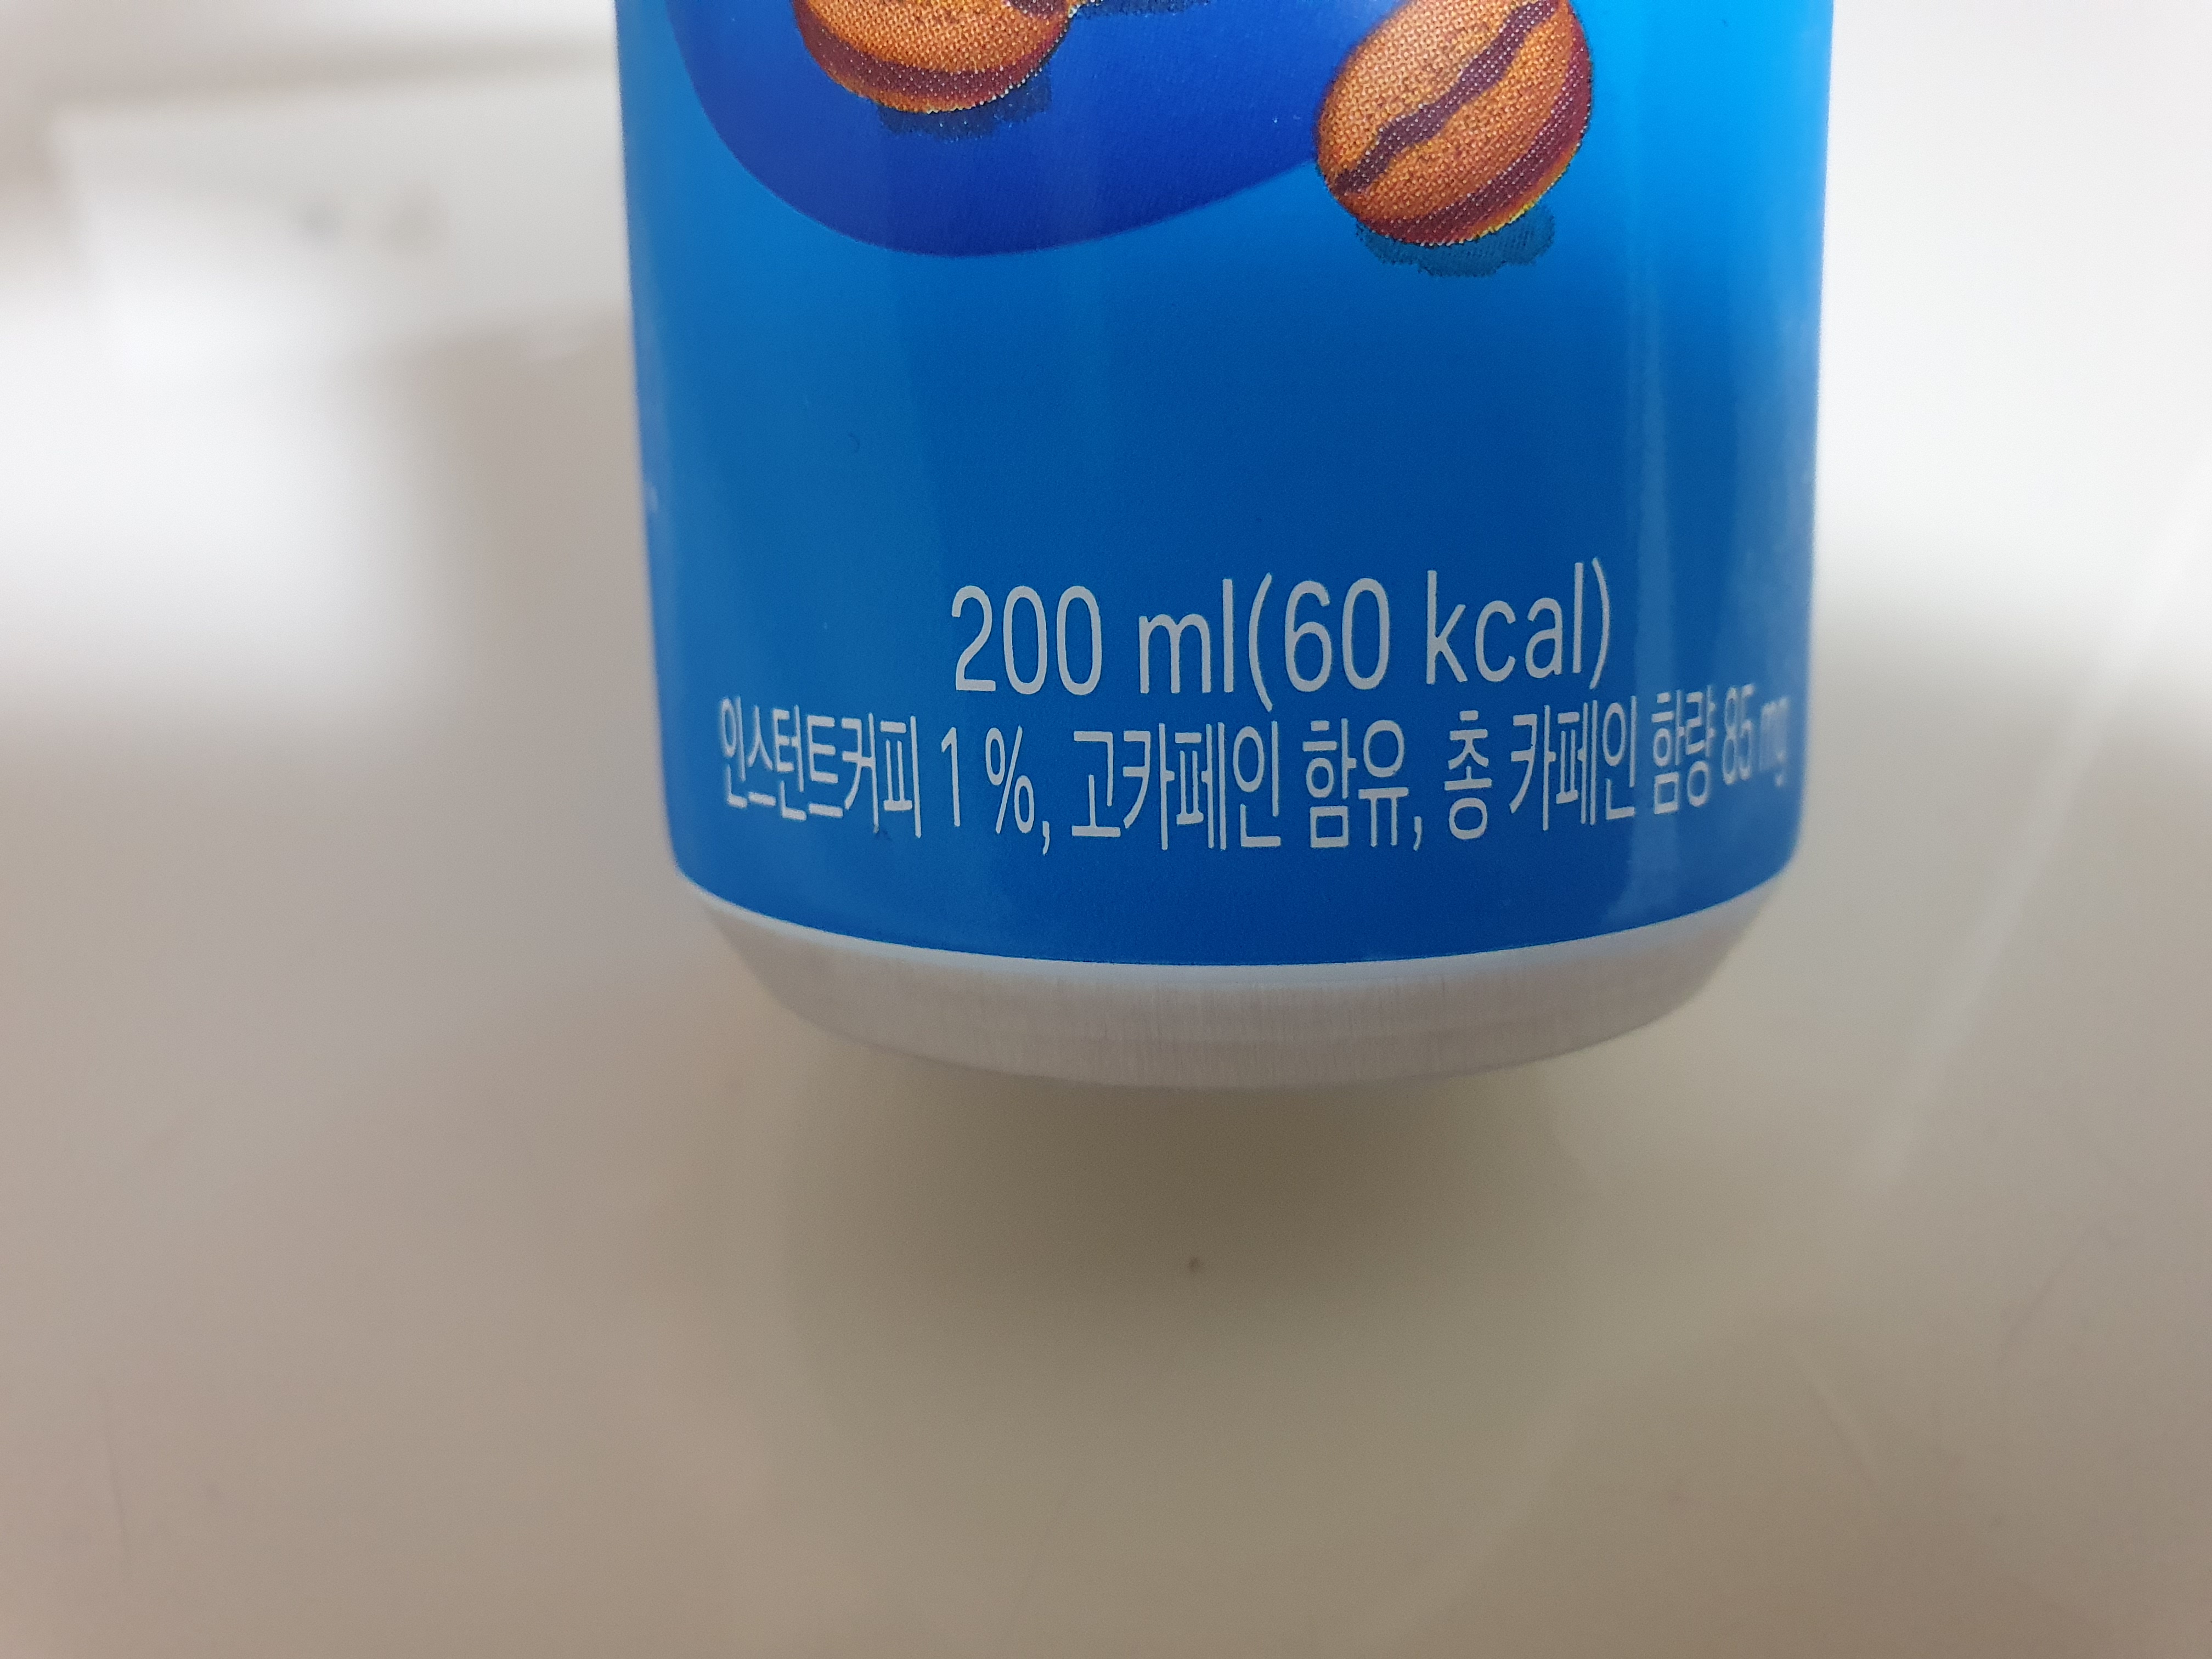 200 ml(60 kcal)
인스턴트커피 1 %, 고카페인 함유, 총 카페인 함량 85 mg